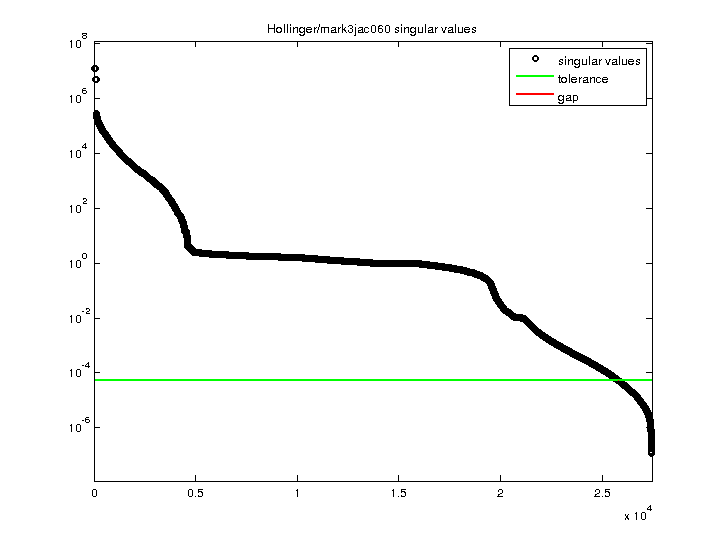 Hollinger/mark3jac060 singular values
singular values
tolerance
gap
10^8
10^6
10^4
10^2
10^0
10^-2
10^-4
10^-6
0 0.5 1 1.5 2 2.5
x 10^4